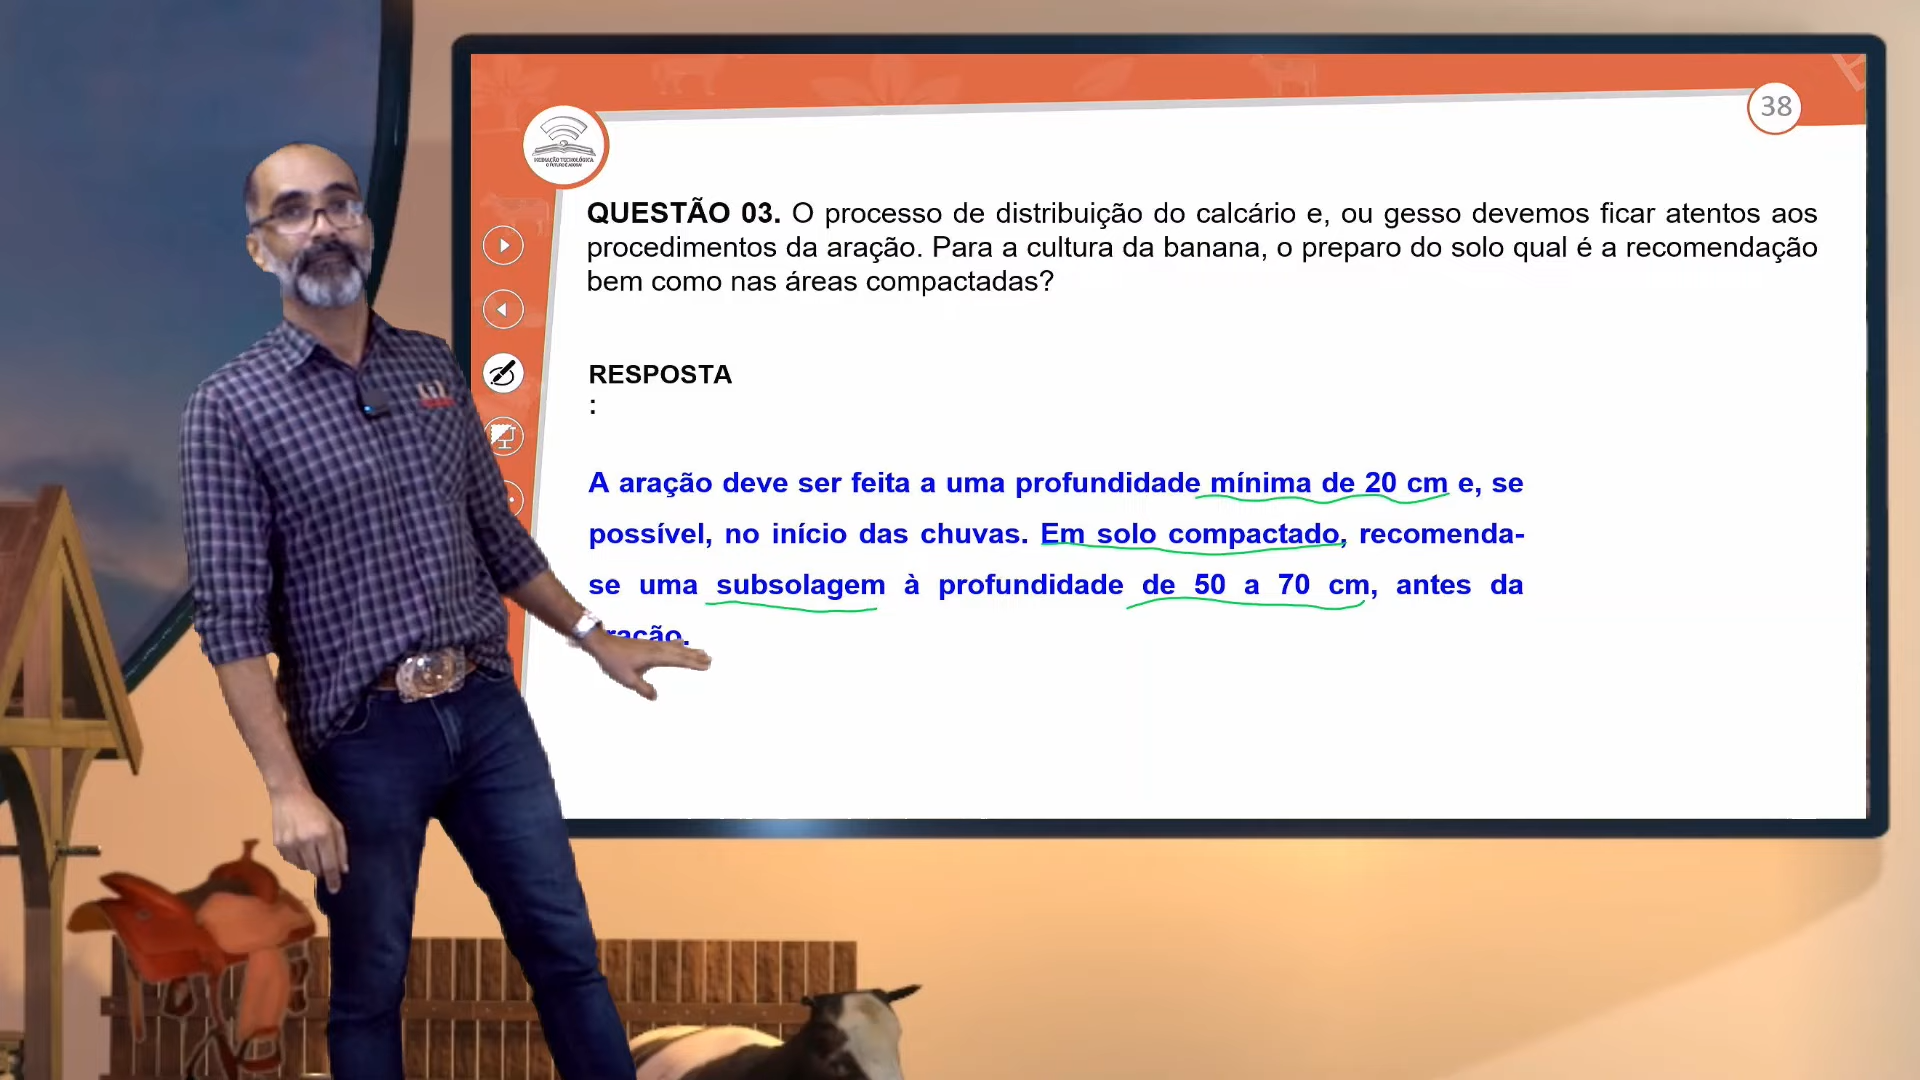 38
MEDIAÇÃO TECNOLÓGICA
QUESTÃO 03. O processo de distribuição do calcário e, ou gesso devemos ficar atentos aos
procedimentos da aração. Para a cultura da banana, o preparo do solo qual é a recomendação
bem como nas áreas compactadas?
RESPOSTA
:
A aração deve ser feita a uma profundidade mínima de 20 cm e, se
possível, no início das chuvas. Em solo compactado, recomenda-
se uma subsolagem à profundidade de 50 a 70 cm, antes da
ração.